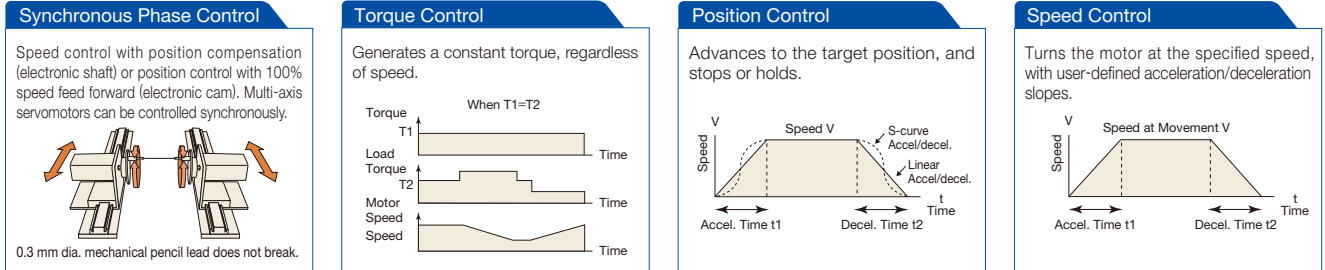 Synchronous Phase Control
Speed control with position compensation
(electronic shaft) or position control with 100%
speed feed forward (electronic cam). Multi-axis
servomotors can be controlled synchronously.
0.3 mm dia. mechanical pencil lead does not break.
Torque Control
Generates a constant torque, regardless
of speed.
When T1=T2
Torque
T1
Load
Time
Torque
T2
Motor
Time
Speed
Speed
Time
Position Control
Advances to the target position, and
stops or holds.
V
Speed V
S-curve
Accel/decel.
Speed
Linear
Accel/decel.
t
Time
Accel. Time t1
Decel. Time t2
Speed Control
Turns the motor at the specified speed,
with user-defined acceleration/deceleration
slopes.
V
Speed at Movement V
Speed
t
Time
Accel. Time t1
Decel. Time t2